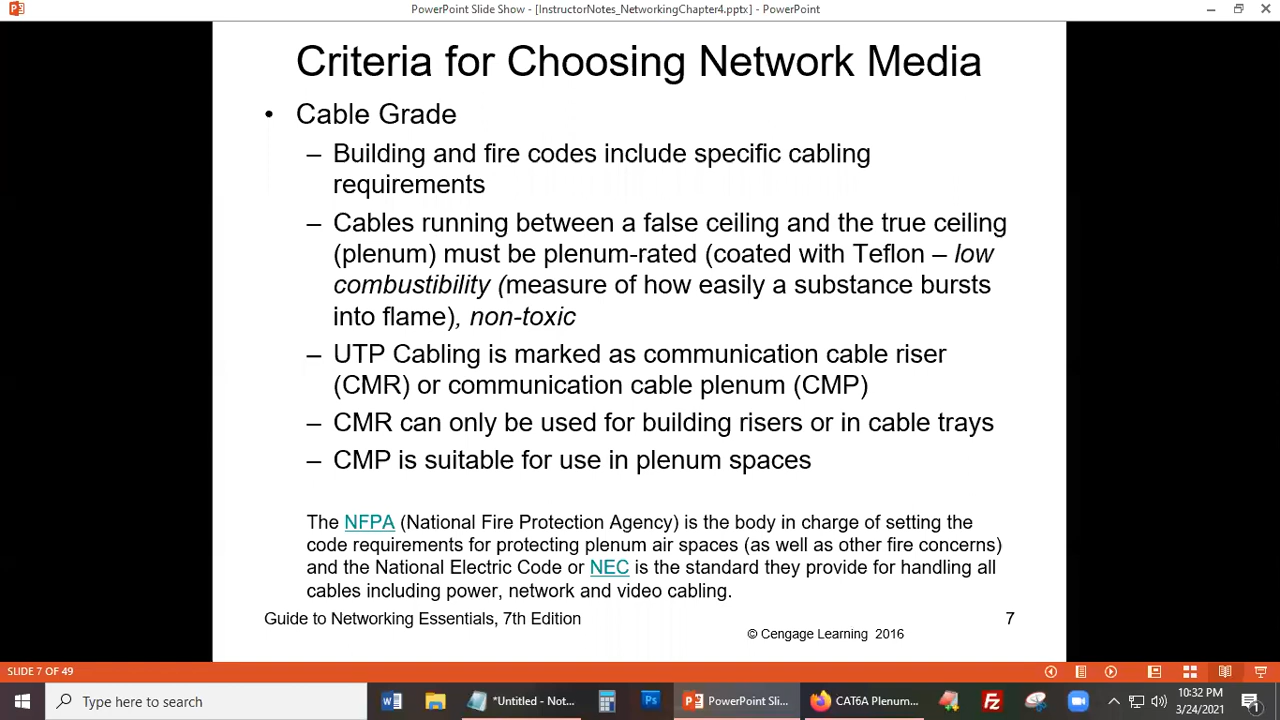 PowerPoint Slide Show - [InstructorNotes_NetworkingChapter4.pptx] - PowerPoint
Criteria for Choosing Network Media
• Cable Grade
– Building and fire codes include specific cabling
requirements
– Cables running between a false ceiling and the true ceiling
(plenum) must be plenum-rated (coated with Teflon – low
combustibility (measure of how easily a substance bursts
into flame), non-toxic
– UTP Cabling is marked as communication cable riser
(CMR) or communication cable plenum (CMP)
– CMR can only be used for building risers or in cable trays
– CMP is suitable for use in plenum spaces
The NFPA (National Fire Protection Agency) is the body in charge of setting the
code requirements for protecting plenum air spaces (as well as other fire concerns)
and the National Electric Code or NEC is the standard they provide for handling all
cables including power, network and video cabling.
Guide to Networking Essentials, 7th Edition
7
© Cengage Learning 2016
SLIDE 7 OF 49
Type here to search
*Untitled - Not...
PowerPoint Sli...
CAT6A Plenum...
10:32 PM
3/24/2021
1